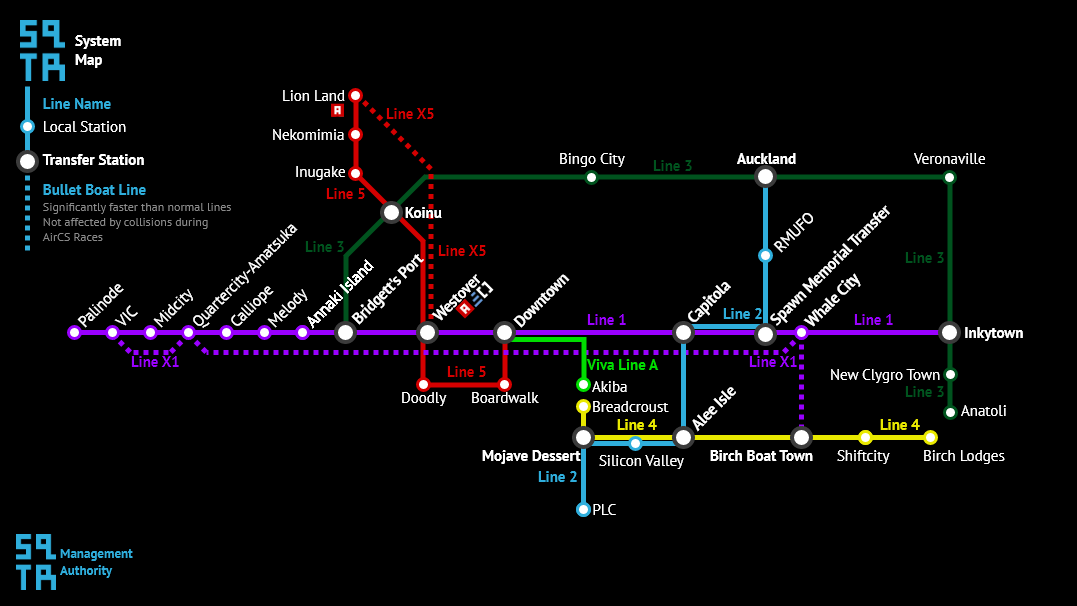 SQTR
System
Map
Line Name
Local Station
Transfer Station
Bullet Boat Line
Significantly faster than normal lines
Not affected by collisions during
AirCS Races
Lion Land
Line X5
Nekomimia
Inugake
Line 5
Koinu
Bingo City
Line 3
Auckland
Veronaville
RMUFO
Line 3
Line X5
Line 3
Palinode
VIC
Midcity
Quartercity-Amatsuka
Calliope
Melody
Annaki Island
Bridgett's Port
Westover
Downtown
Line 1
Capitola
Line 2
Spawn Memorial Transfer
Whale City
Line 1
Inkytown
Line X1
Line X1
Line 5
Doodly
Boardwalk
Viva Line A
Akiba
Breadcroust
New Clygro Town
Line 3
Anatoli
Line 4
Alee Isle
Line 4
Mojave Dessert
Silicon Valley
Birch Boat Town
Shiftcity
Birch Lodges
Line 2
PLC
SQTR
Management
Authority